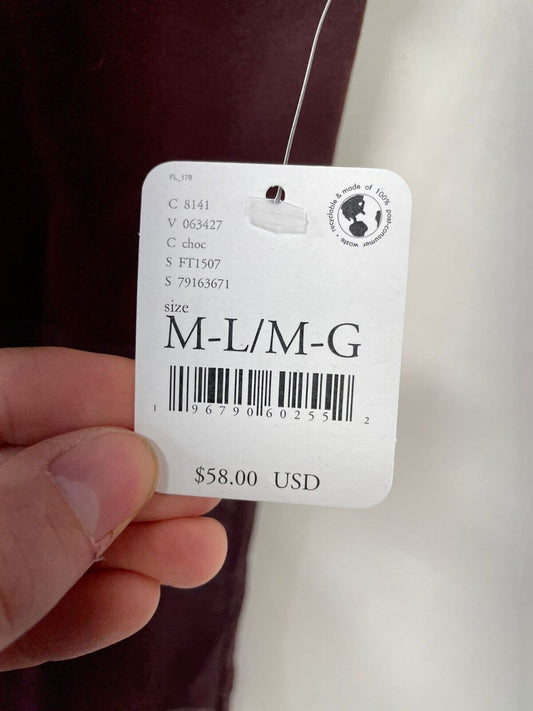 FL_17B
C 8141
V 063427
C choc
S FT1507
S 79163671
recyclable & made of 100% post-consumer waste •
size
M-L/M-G
1 96790 60255 2
$58.00 USD